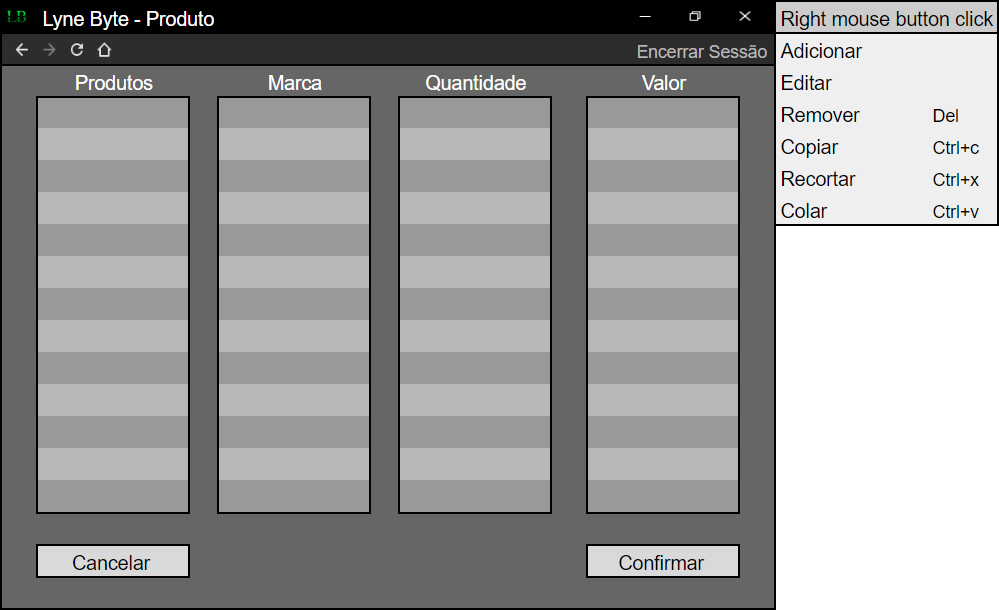 LB Lyne Byte - Produto
Encerrar Sessão
Produtos Marca Quantidade Valor
Cancelar Confirmar
Right mouse button click
Adicionar
Editar
Remover Del
Copiar Ctrl+c
Recortar Ctrl+x
Colar Ctrl+v